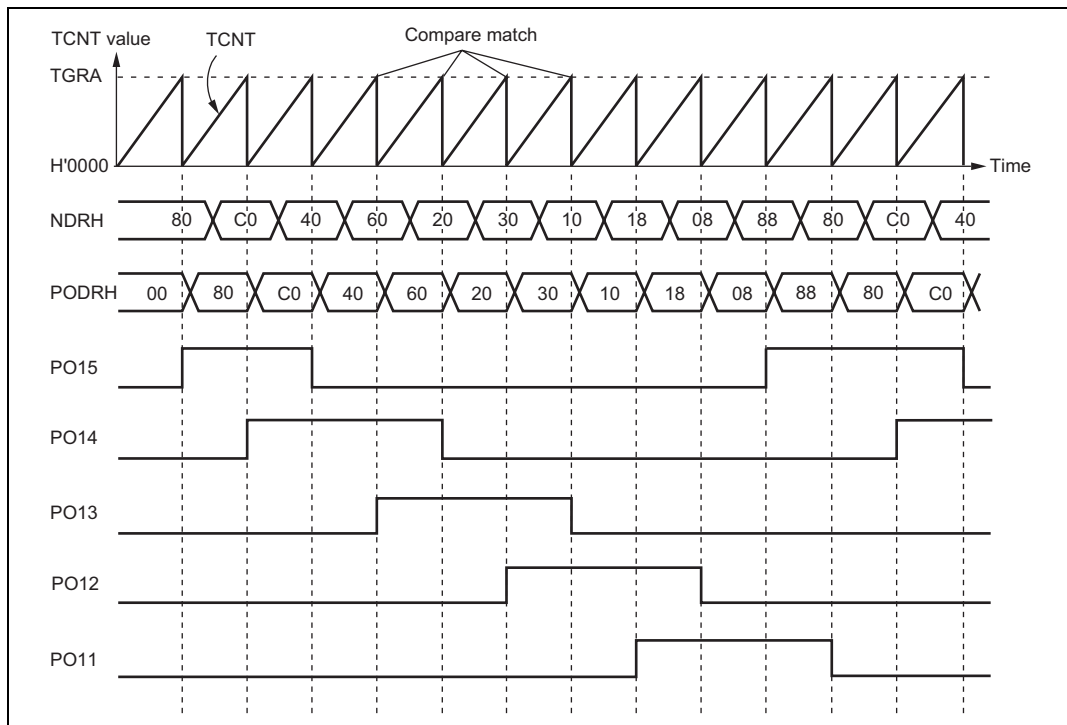 TCNT value
TCNT
Compare match
TGRA
H'0000
Time
NDRH
80 C0 40 60 20 30 10 18 08 88 80 C0 40
PODRH
00 80 C0 40 60 20 30 10 18 08 88 80 C0
PO15
PO14
PO13
PO12
PO11